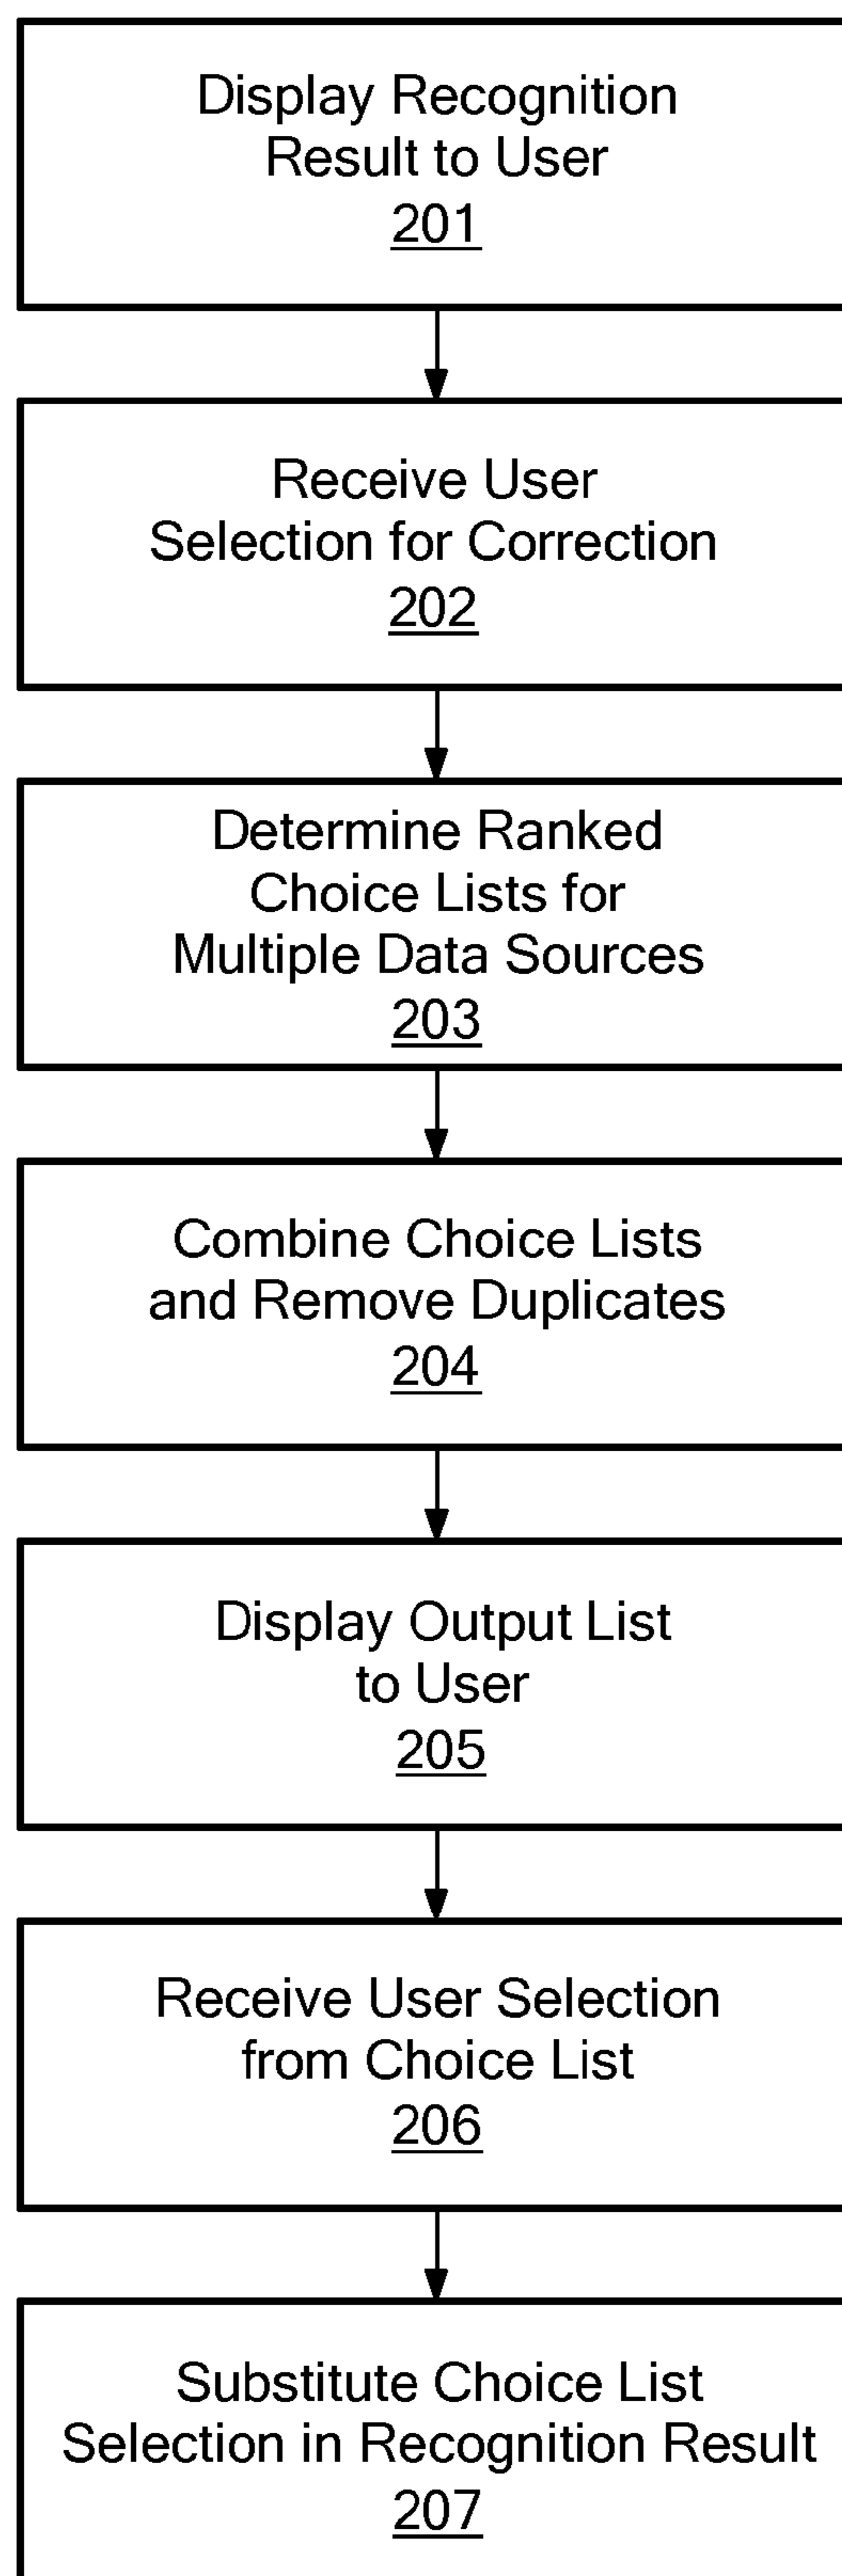 Display Recognition
Result to User
201
Receive User
Selection for Correction
202
Determine Ranked
Choice Lists for
Multiple Data Sources
203
Combine Choice Lists
and Remove Duplicates
204
Display Output List
to User
205
Receive User Selection
from Choice List
206
Substitute Choice List
Selection in Recognition Result
207